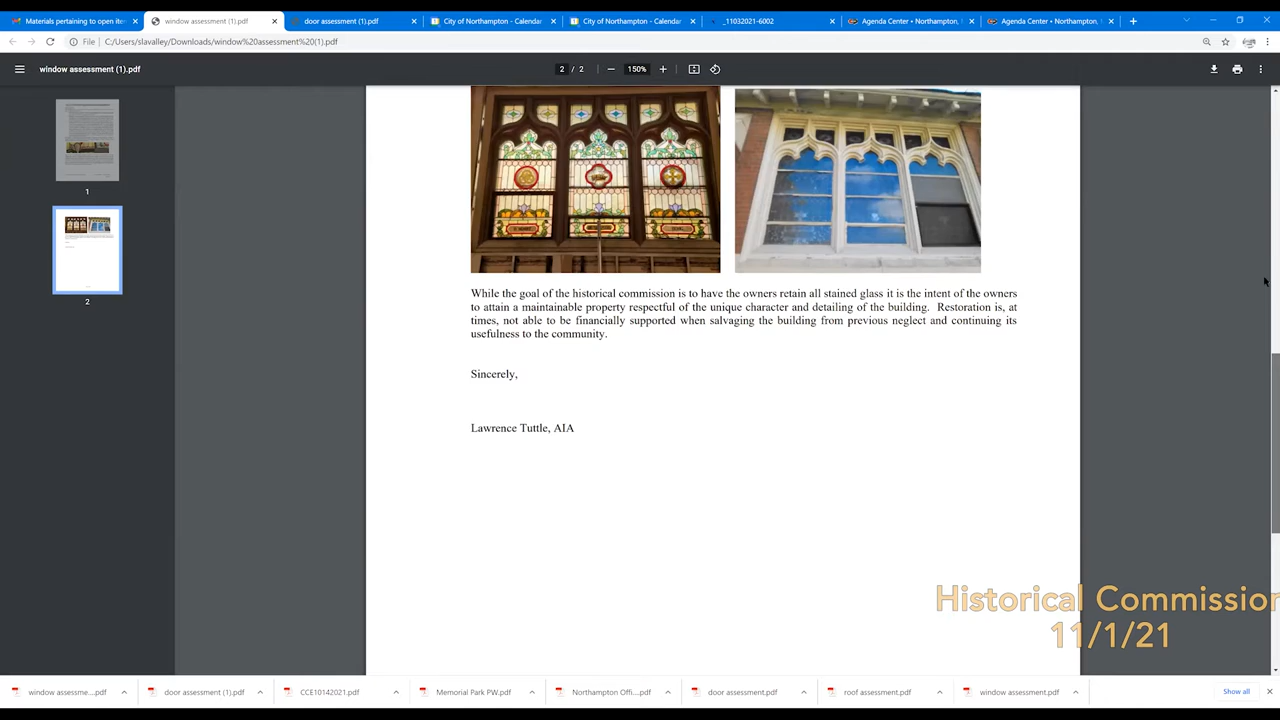 Materials pertaining to open ite
window assessment (1).pdf
door assessment (1).pdf
City of Northampton - Calendar
City of Northampton - Calendar
_11032021-6002
Agenda Center • Northampton,
Agenda Center • Northampton,
File
C:/Users/slavalley/Downloads/window%20assessment%20(1).pdf
window assessment (1).pdf
2 / 2
150%
1
2
While the goal of the historical commission is to have the owners retain all stained glass it is the intent of the owners
to attain a maintainable property respectful of the unique character and detailing of the building. Restoration is, at
times, not able to be financially supported when salvaging the building from previous neglect and continuing its
usefulness to the community.
Sincerely,
Lawrence Tuttle, AIA
Historical Commission
11/1/21
window assessme....pdf
door assessment (1).pdf
CCE10142021.pdf
Memorial Park PW.pdf
Northampton Offi....pdf
door assessment.pdf
roof assessment.pdf
window assessment.pdf
Show all